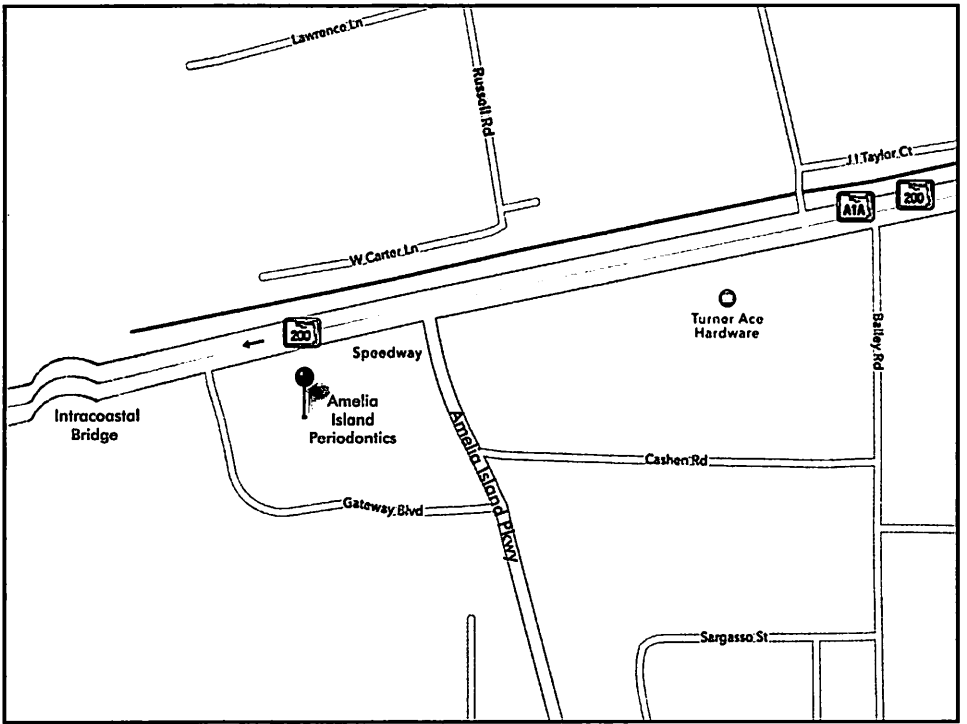 Lawrence Ln
Russell Rd
JJ Taylor Ct
A1A
200
W Carter Ln
200
Turner Ace
Hardware
Bailey Rd
Speedway
Amelia
Island
Periodontics
Intracoastal
Bridge
Amelia Island Pkwy
Cashen Rd
Gateway Blvd
Sargasso St